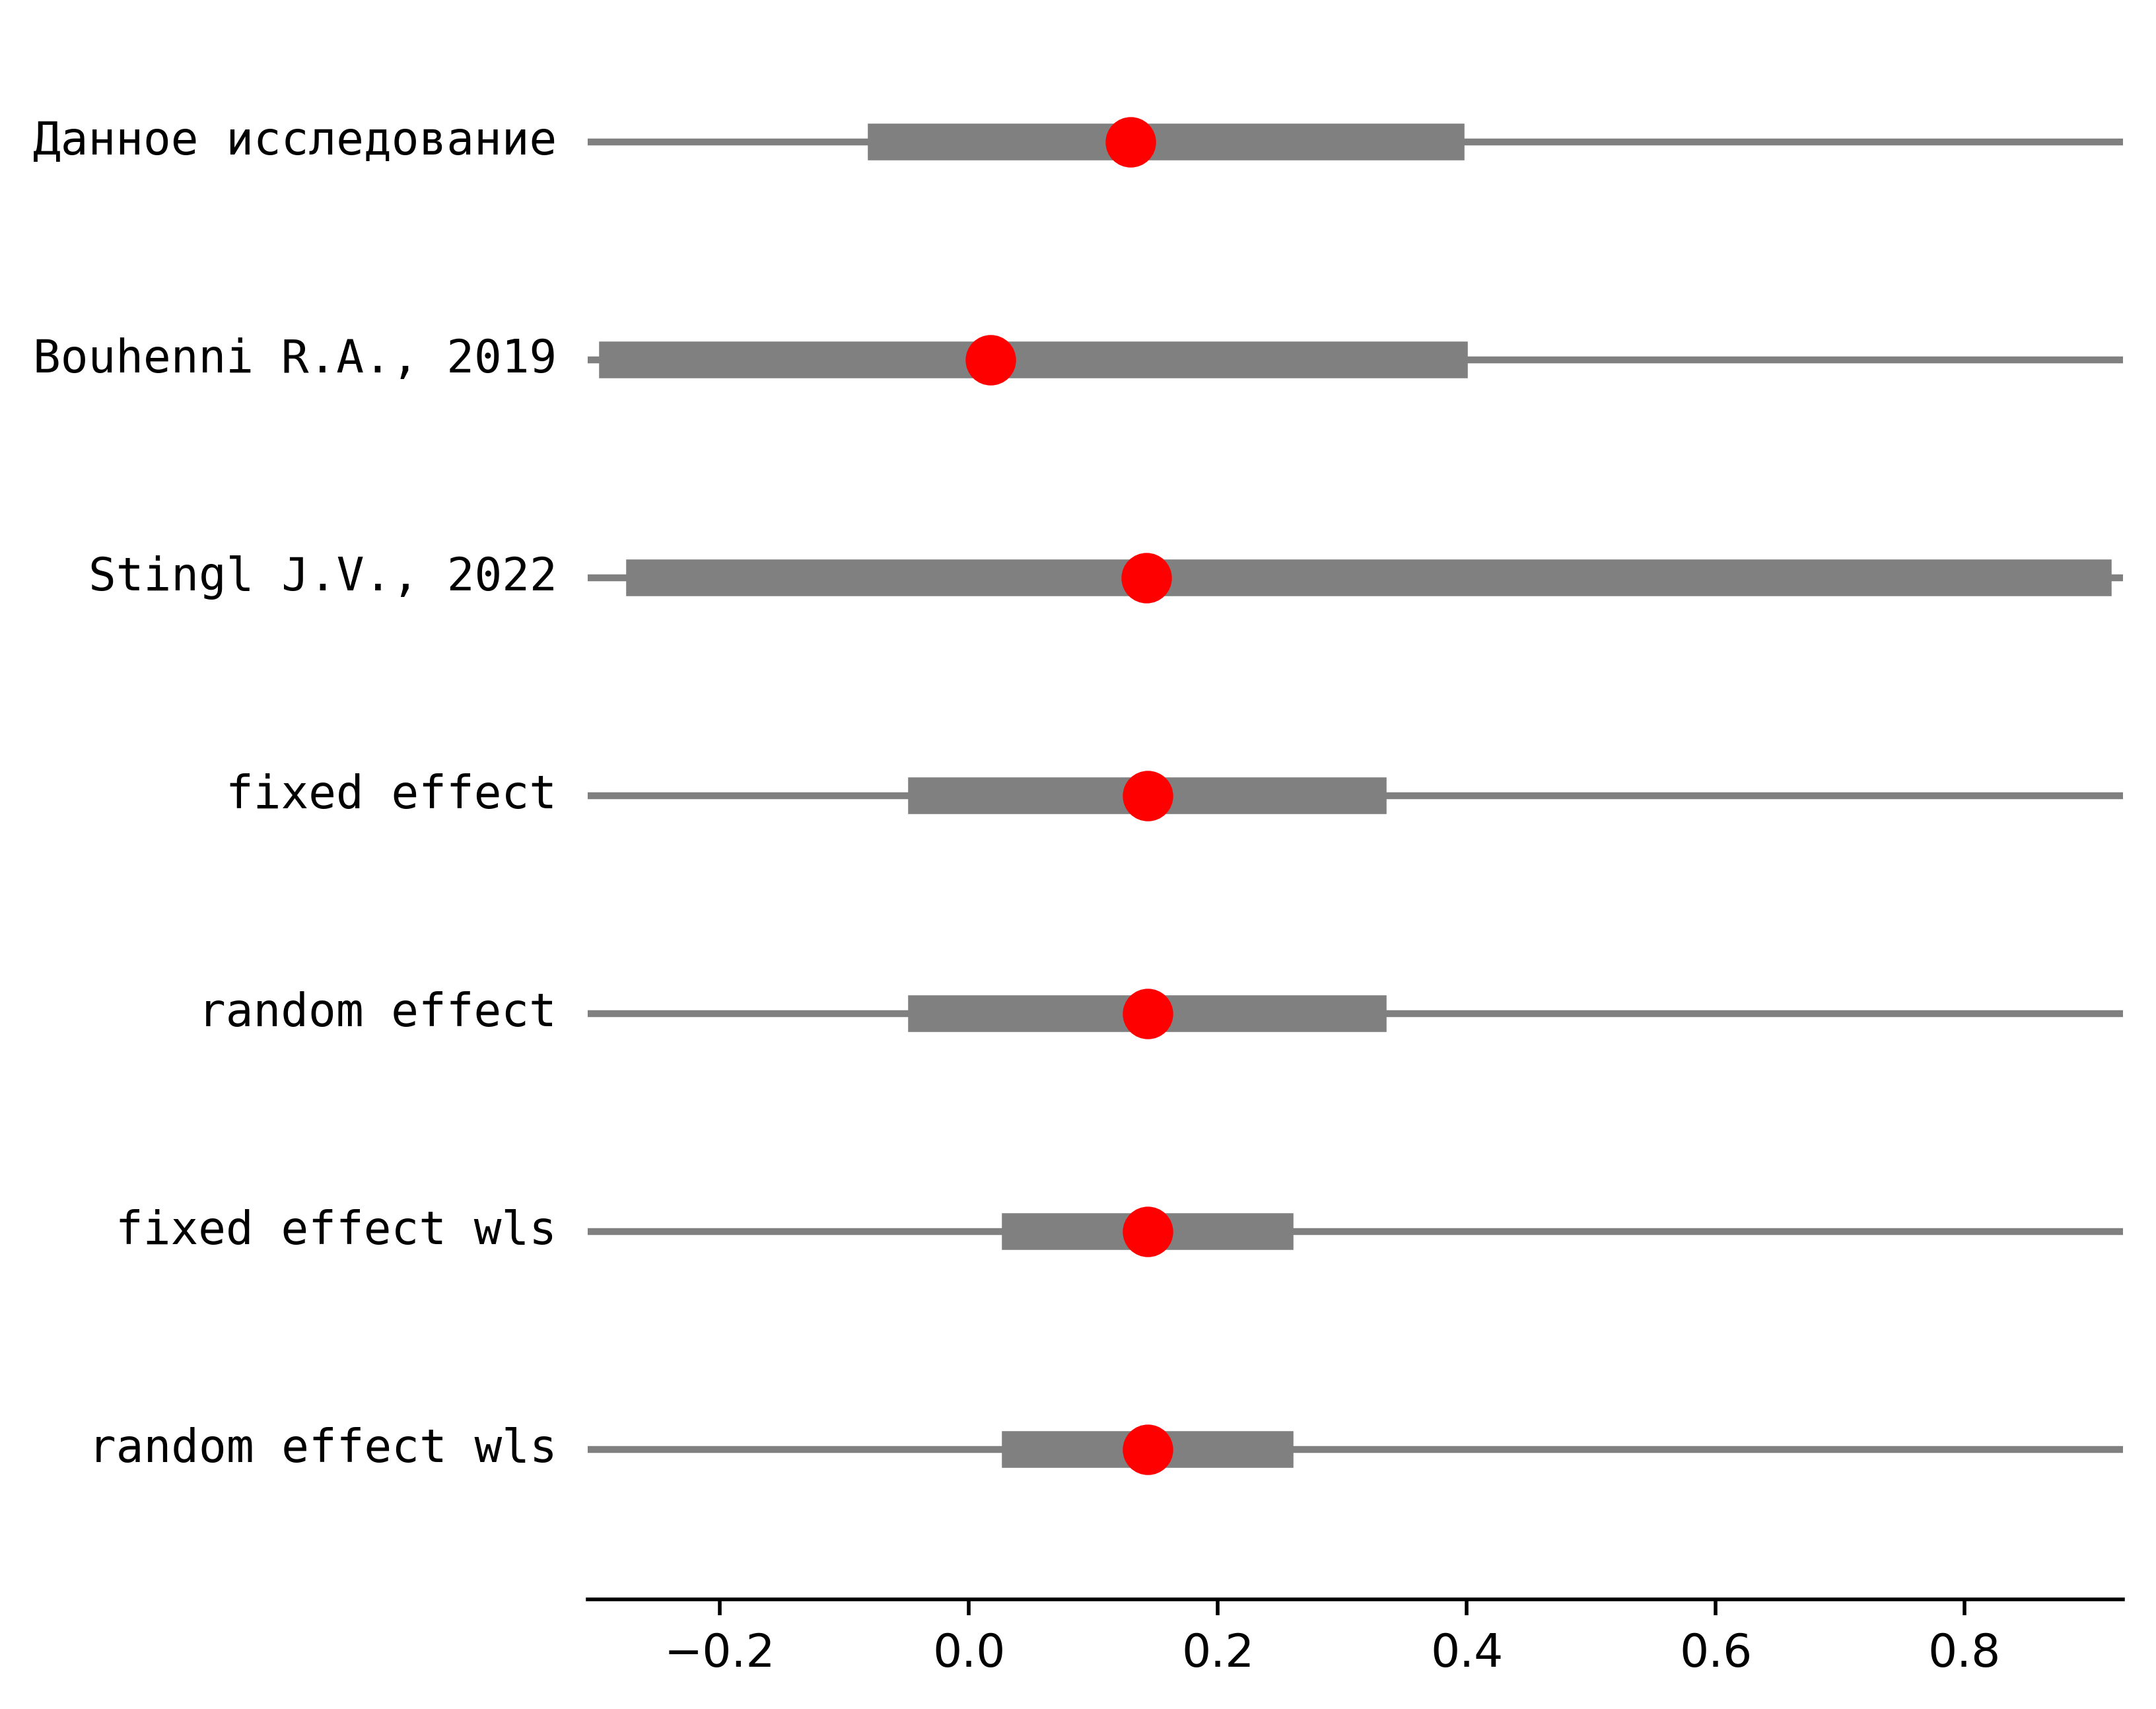 Данное исследование
Bouhenni R.A., 2019
Stingl J.V., 2022
fixed effect
random effect
fixed effect wls
random effect wls
−0.2 0.0 0.2 0.4 0.6 0.8